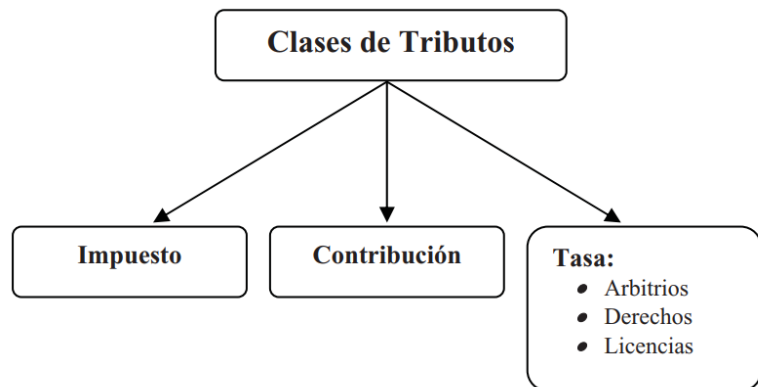 Clases de Tributos
Impuesto
Contribución
Tasa:
• Arbitrios
• Derechos
• Licencias